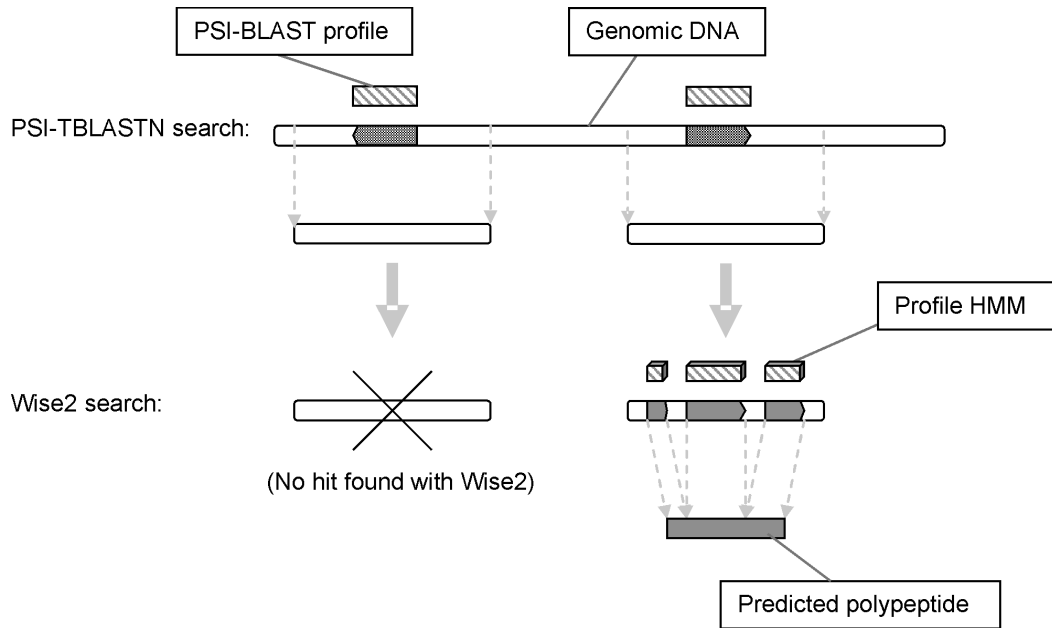 PSI-BLAST profile
Genomic DNA
PSI-TBLASTN search:
Profile HMM
Wise2 search:
(No hit found with Wise2)
Predicted polypeptide